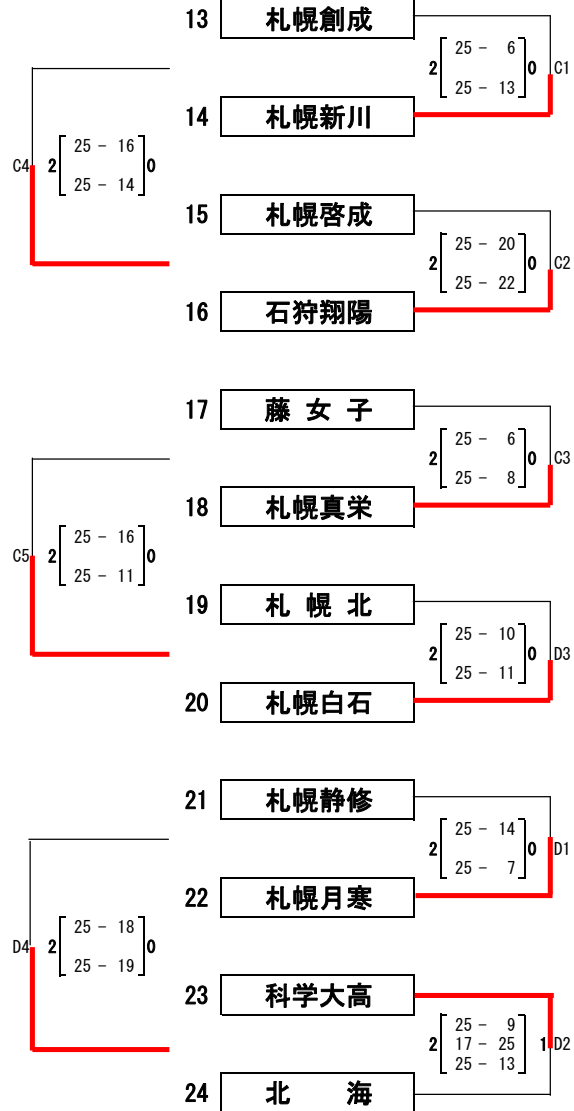 13 札幌創成
25 － 6
2 0 C1
25 － 13
14 札幌新川
25 － 16
C4 2 0
25 － 14
15 札幌啓成
25 － 20
2 0 C2
25 － 22
16 石狩翔陽
17 藤 女 子
25 － 6
2 0 C3
25 － 8
18 札幌真栄
25 － 16
C5 2 0
25 － 11
19 札 幌 北
25 － 10
2 0 D3
25 － 11
20 札幌白石
21 札幌静修
25 － 14
2 0 D1
25 － 7
22 札幌月寒
25 － 18
D4 2 0
25 － 19
23 科学大高
25 － 9
2 17 － 25 1 D2
25 － 13
24 北 海